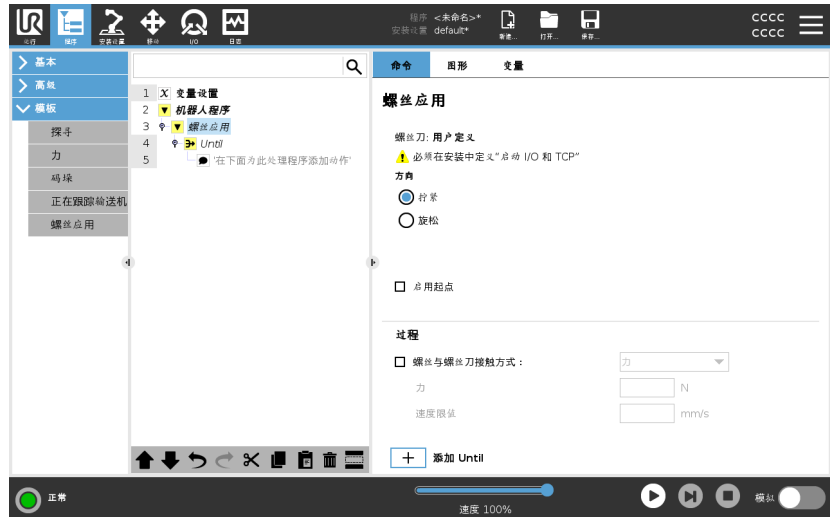 UR
运行
程序
安装设置
移动
I/O
日志
程序 <未命名>*
安装设置 default*
新建...
打开...
保存...
cccc
cccc
基本
高级
模板
探寻
力
码垛
正在跟踪输送机
螺丝应用
1 X 变量设置
2 机器人程序
3 螺丝应用
4 Until
5 '在下面为此处理程序添加动作'
命令 图形 变量
螺丝应用
螺丝刀: 用户定义
必须在安装中定义"启动 I/O 和 TCP"
方向
拧紧
旋松
启用起点
过程
螺丝与螺丝刀接触方式： 力
力 N
速度限值 mm/s
添加 Until
正常
速度 100%
模拟